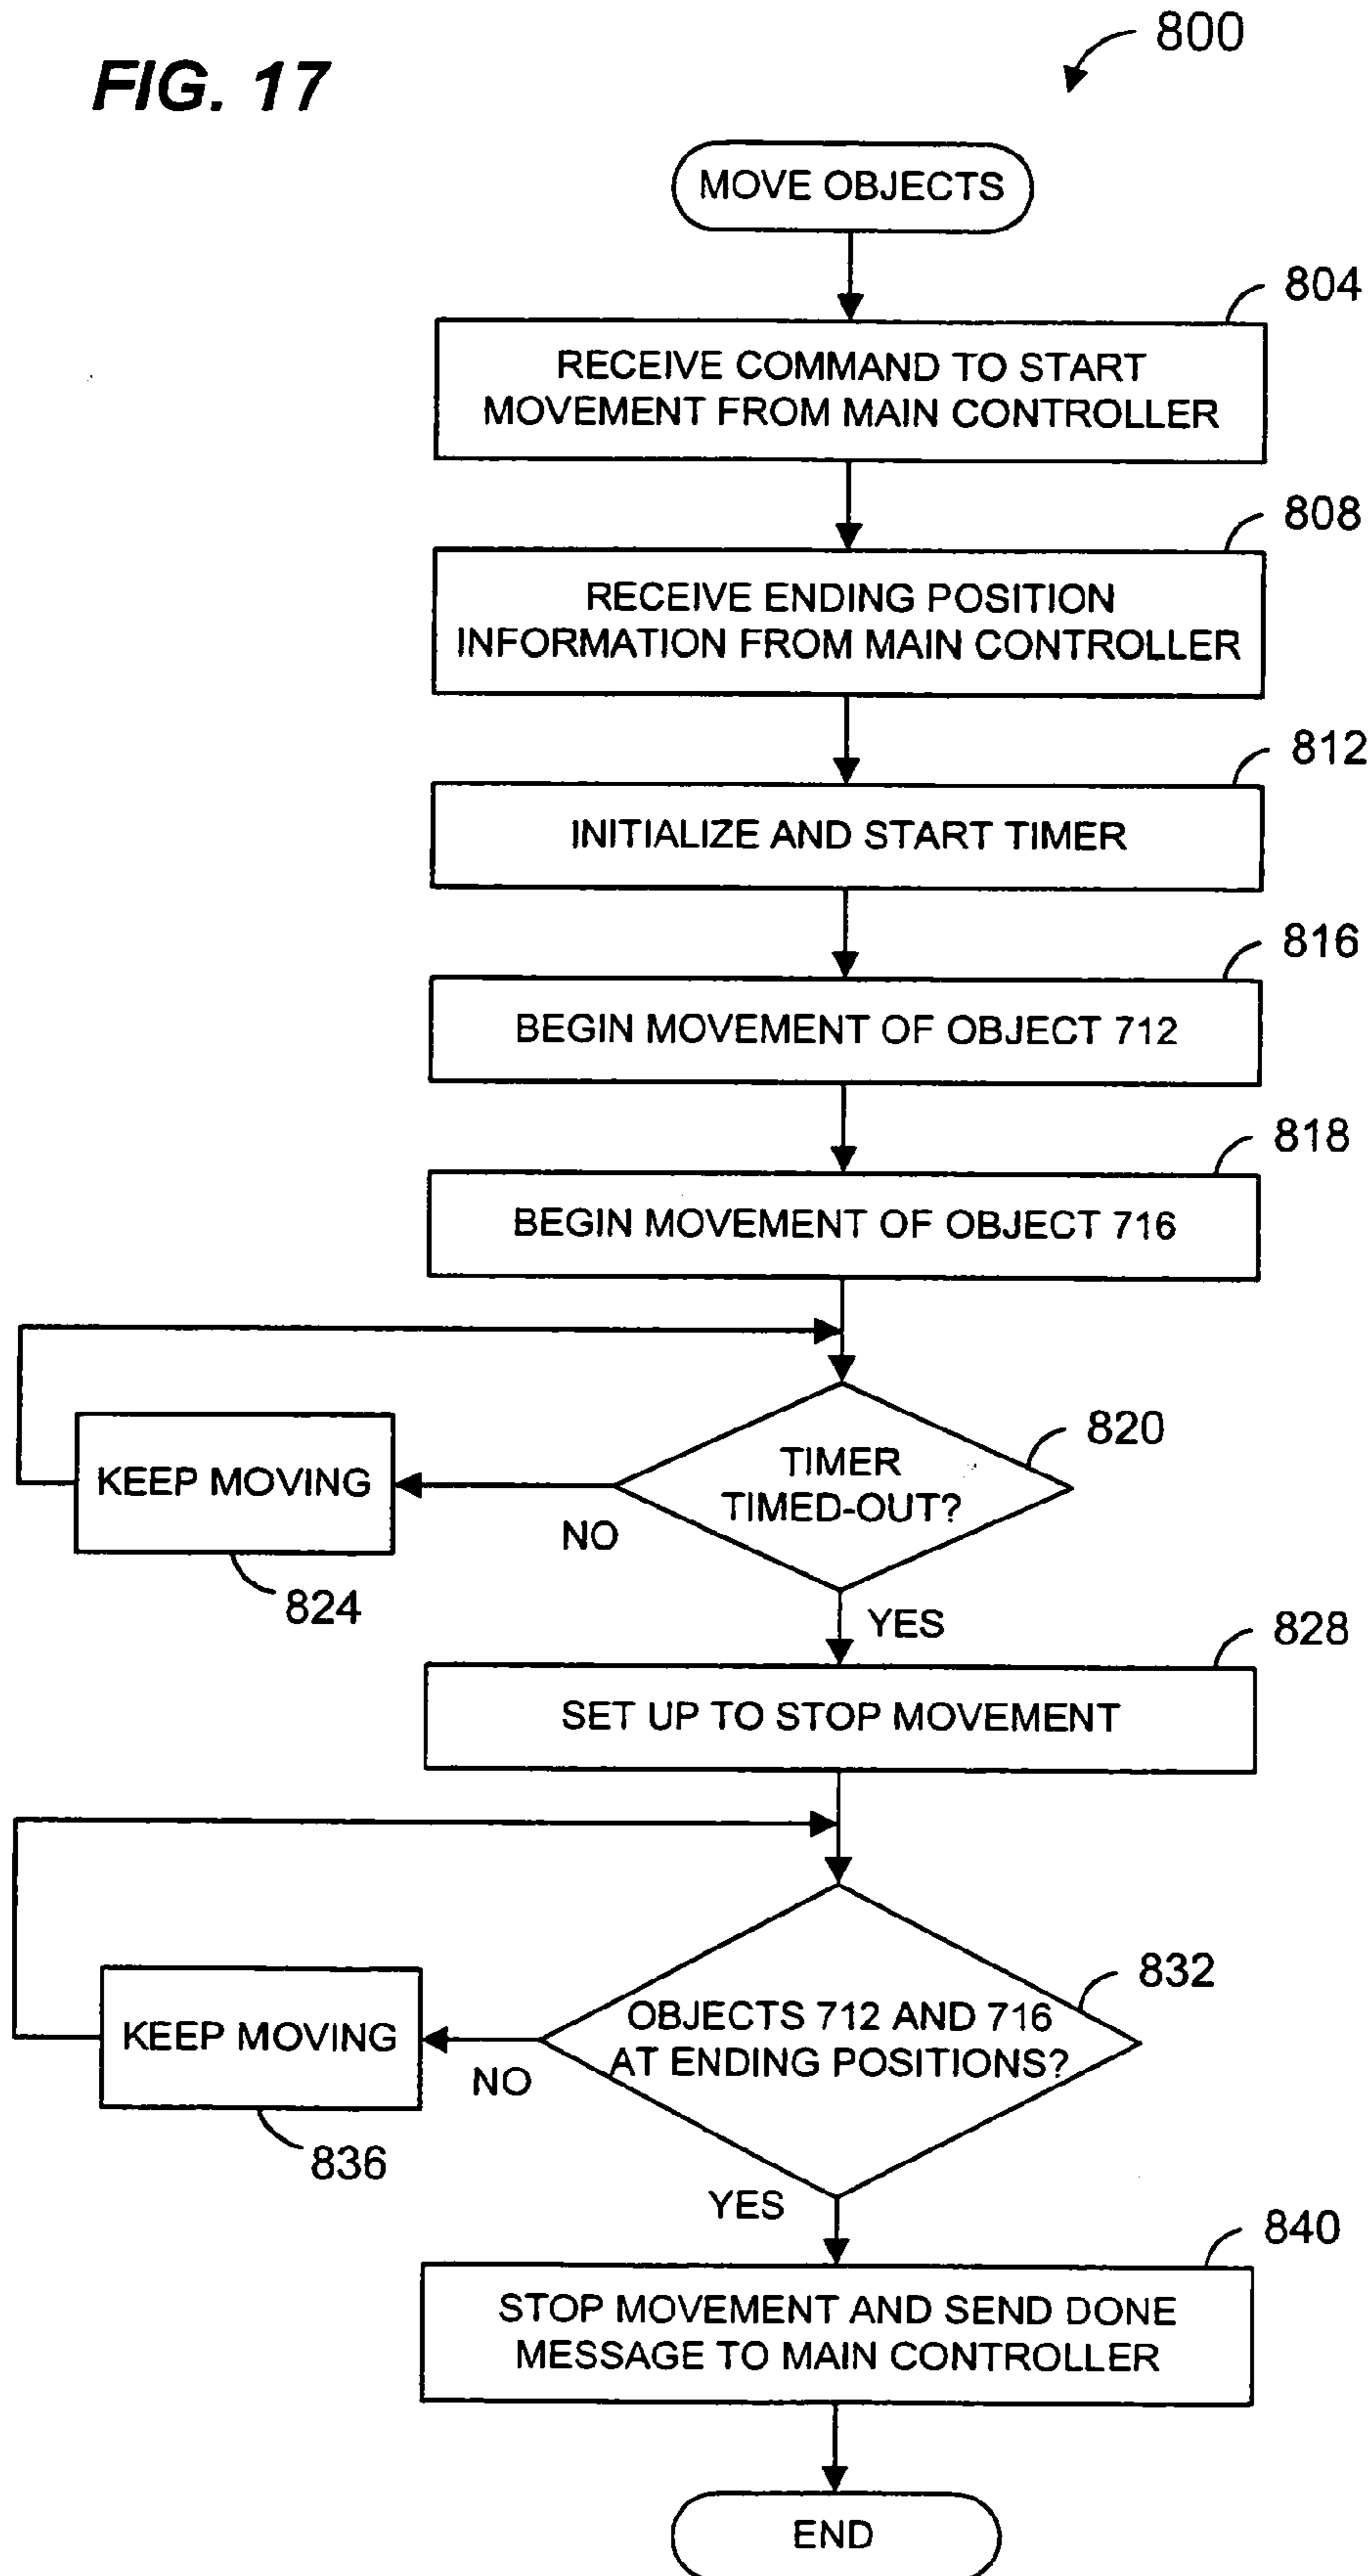 FIG. 17
800
MOVE OBJECTS
804
RECEIVE COMMAND TO START
MOVEMENT FROM MAIN CONTROLLER
808
RECEIVE ENDING POSITION
INFORMATION FROM MAIN CONTROLLER
812
INITIALIZE AND START TIMER
816
BEGIN MOVEMENT OF OBJECT 712
818
BEGIN MOVEMENT OF OBJECT 716
820
TIMER
TIMED-OUT?
NO
KEEP MOVING
824
YES
828
SET UP TO STOP MOVEMENT
832
OBJECTS 712 AND 716
AT ENDING POSITIONS?
NO
KEEP MOVING
836
YES
840
STOP MOVEMENT AND SEND DONE
MESSAGE TO MAIN CONTROLLER
END